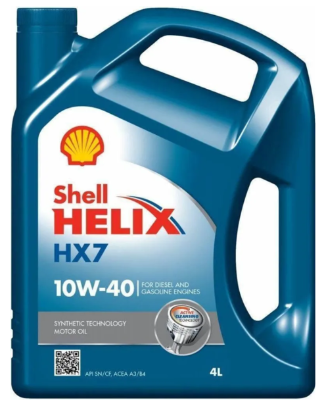 Shell
HELIX
HX7
10W-40
FOR DIESEL AND
GASOLINE ENGINES
SYNTHETIC TECHNOLOGY
MOTOR OIL
ACTIVE
CLEANSING
TECHNOLOGY
API SN/CF, ACEA A3/B4
4L